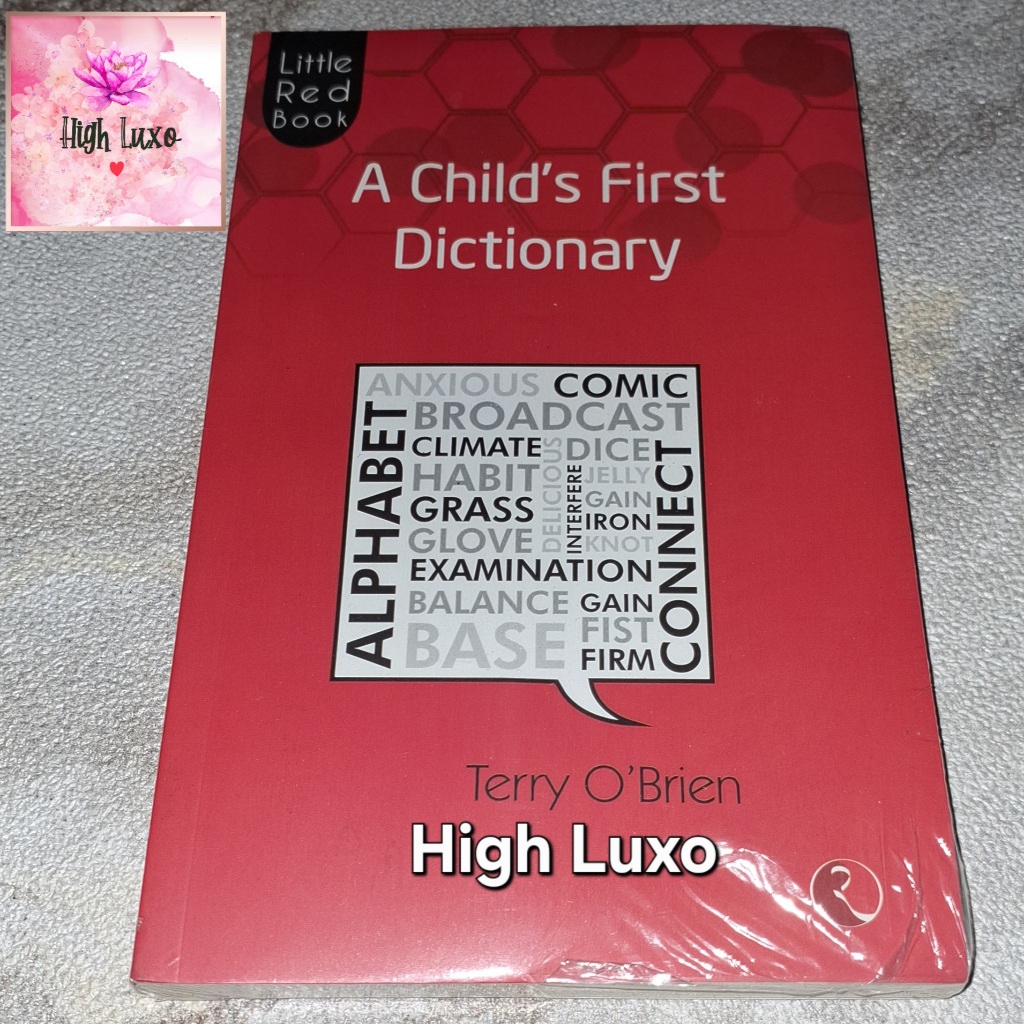 High Luxo
Little
Red
Book
A Child's First
Dictionary
ANXIOUS COMIC
ALPHABET
BROADCAST
CLIMATE
DELICIOUS
DICE
CONNECT
HABIT
INTERFERE
JELLY
GRASS
GAIN
IRON
GLOVE
KNOT
EXAMINATION
BALANCE
GAIN
BASE
FIST
FIRM
Terry O'Brien
High Luxo